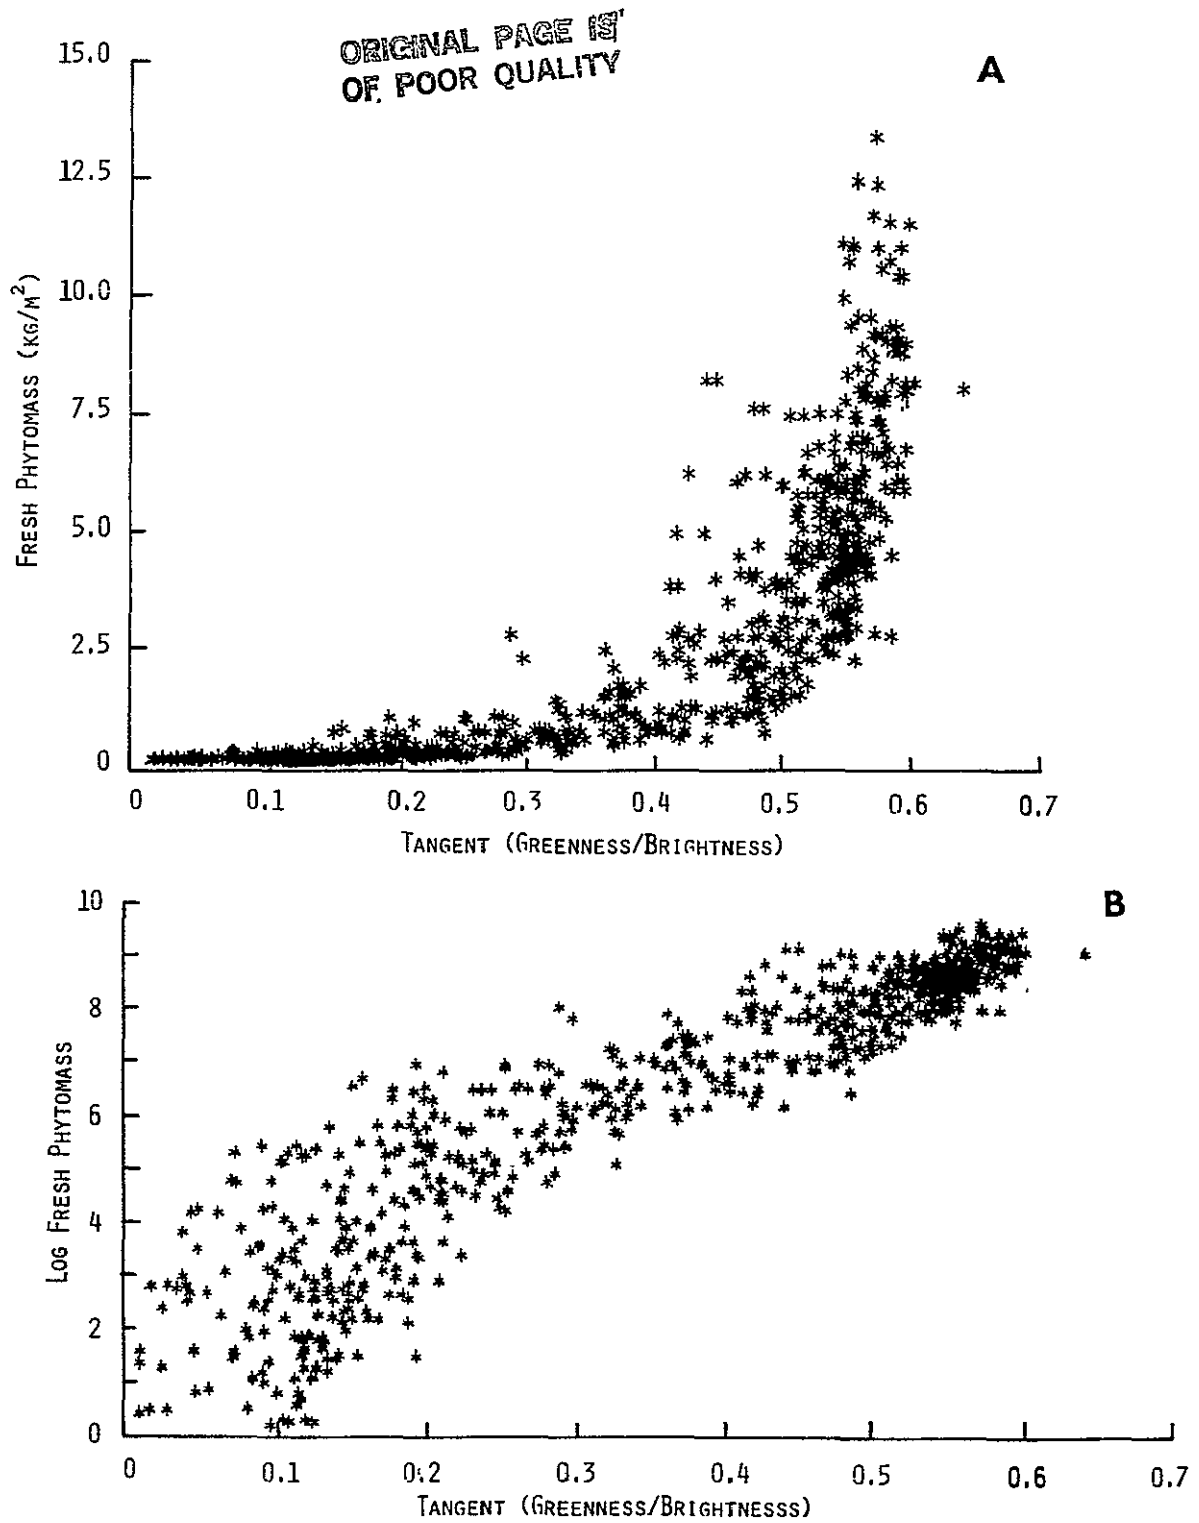 ORIGINAL PAGE IS
OF POOR QUALITY
A
15.0
12.5
10.0
7.5
5.0
2.5
0
FRESH PHYTOMASS (KG/M²)
0 0.1 0.2 0.3 0.4 0.5 0.6 0.7
TANGENT (GREENNESS/BRIGHTNESS)
B
10
8
6
4
2
0
LOG FRESH PHYTOMASS
0 0.1 0.2 0.3 0.4 0.5 0.6 0.7
TANGENT (GREENNESS/BRIGHTNESSS)